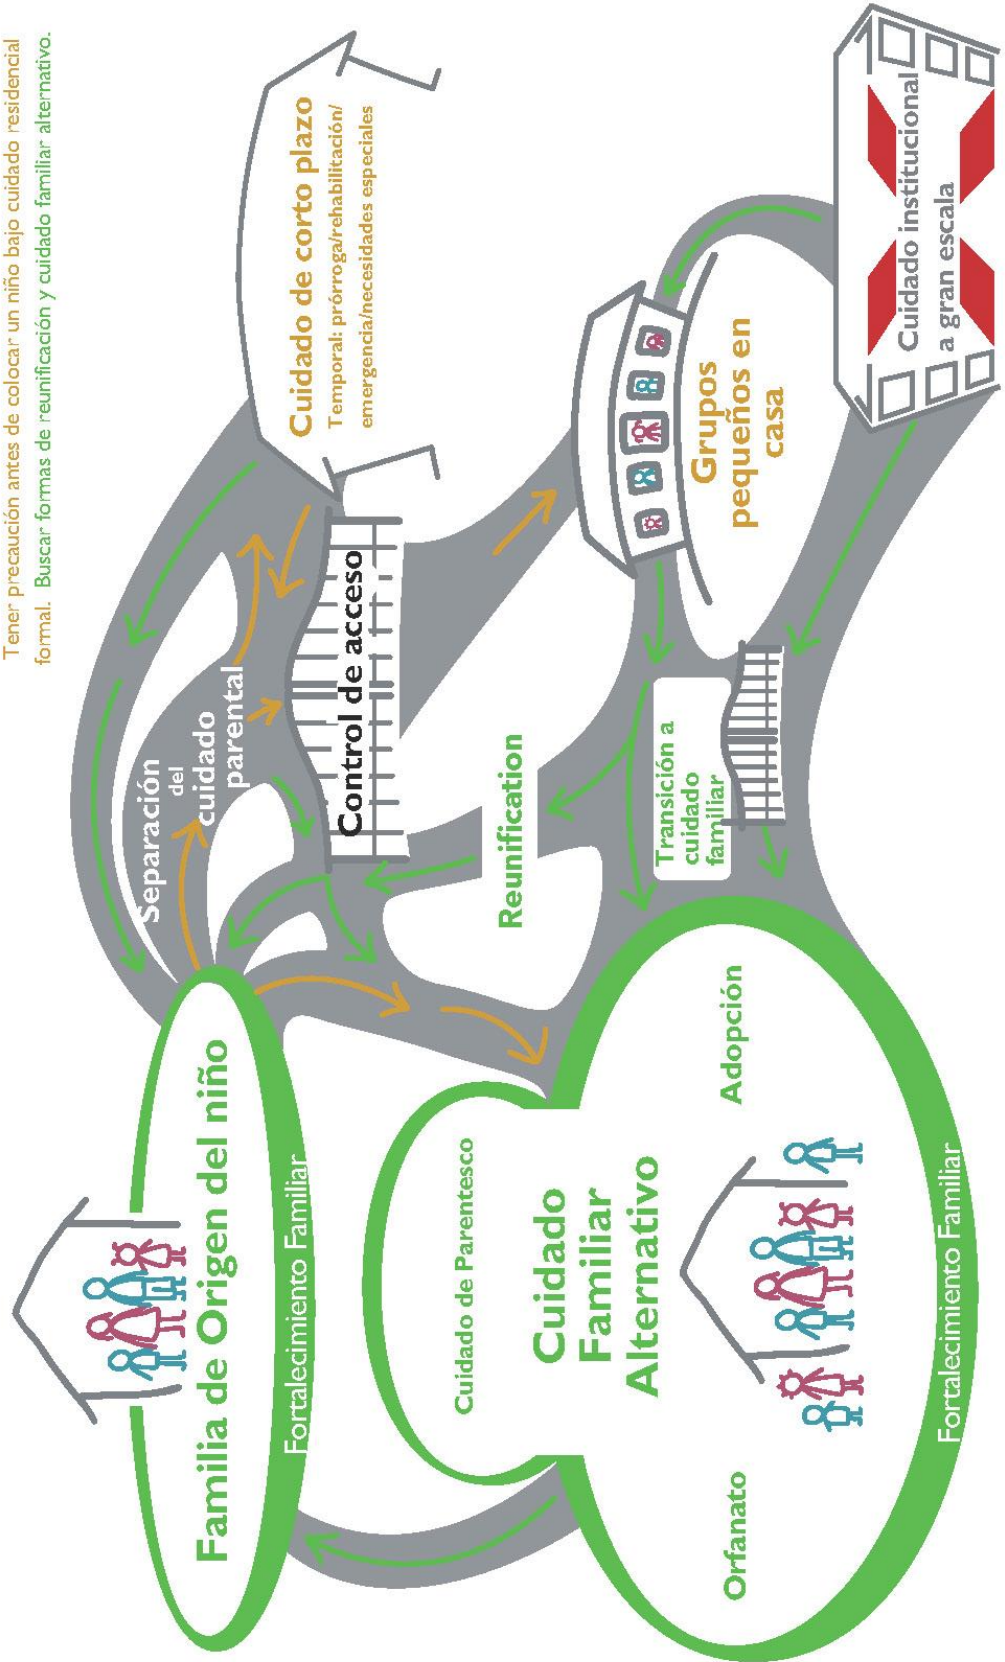 Tener precaución antes de colocar un niño bajo cuidado residencial
formal. Buscar formas de reunificación y cuidado familiar alternativo.
Familia de Origen del niño
Fortalecimiento Familiar
Separación
del
cuidado
parental
Cuidado de corto plazo
Temporal: prórroga/rehabilitación/
emergencia/necesidades especiales
Control de acceso
Reunification
Cuidado de Parentesco
Cuidado
Familiar
Alternativo
Orfanato
Adopción
Fortalecimiento Familiar
Transición a
cuidado
familiar
Grupos
pequeños en
casa
Cuidado institucional
a gran escala